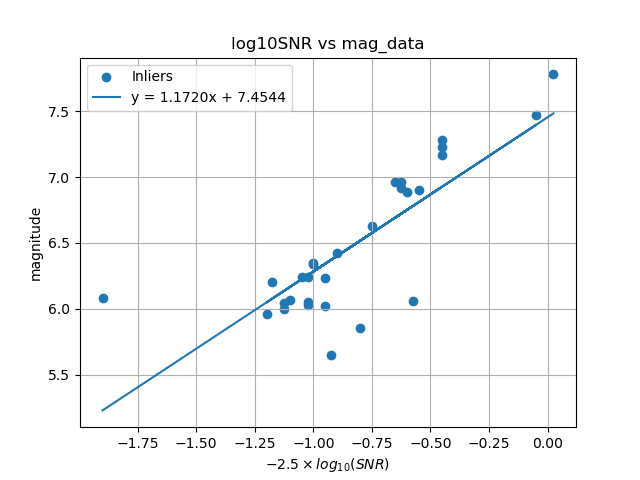 log10SNR vs mag_data
Inliers
y = 1.1720x + 7.4544
magnitude
7.5
7.0
6.5
6.0
5.5
−1.75 −1.50 −1.25 −1.00 −0.75 −0.50 −0.25 0.00
−2.5 × log₁₀(SNR)